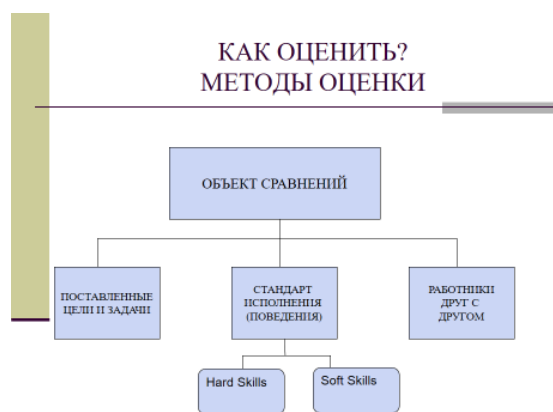 КАК ОЦЕНИТЬ?
МЕТОДЫ ОЦЕНКИ
ОБЪЕКТ СРАВНЕНИЙ
ПОСТАВЛЕННЫЕ
ЦЕЛИ И ЗАДАЧИ
СТАНДАРТ
ИСПОЛНЕНИЯ
(ПОВЕДЕНИЯ)
РАБОТНИКИ
ДРУГ С
ДРУГОМ
Hard Skills
Soft Skills